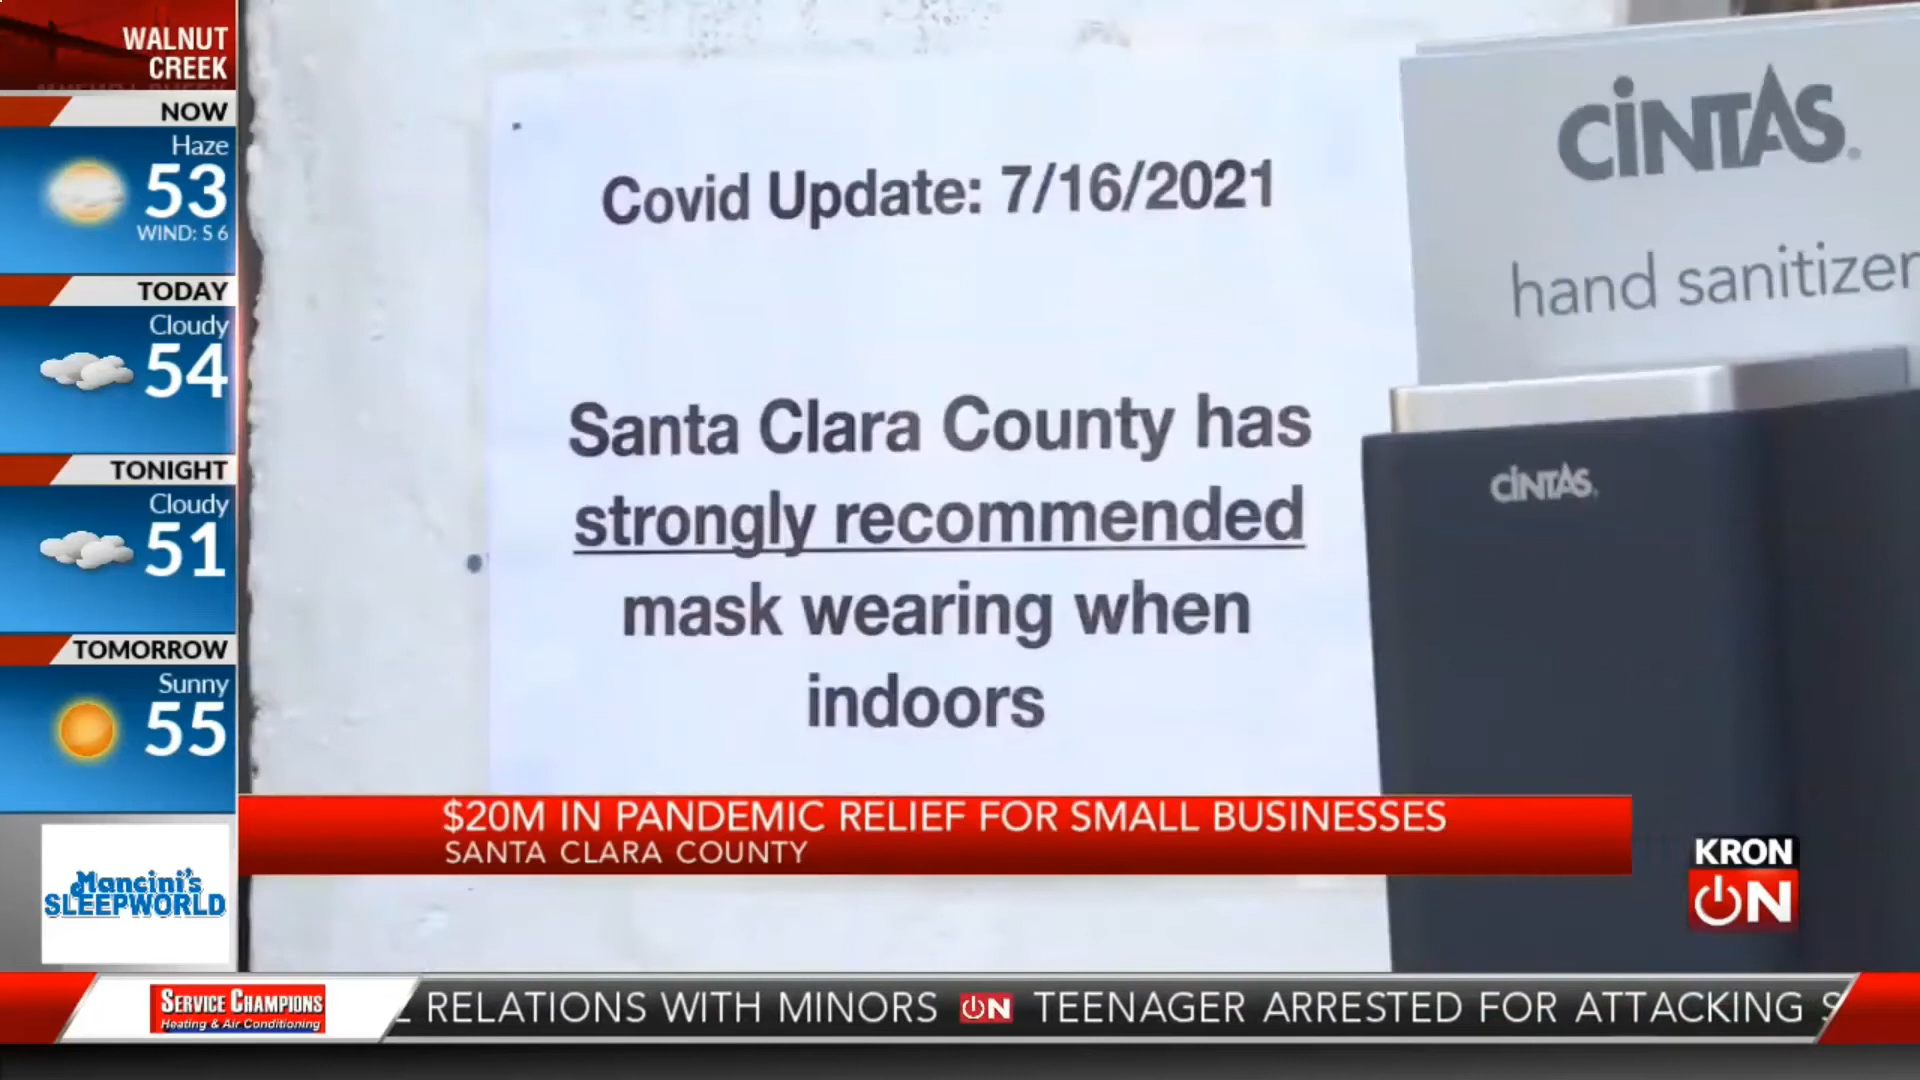 WALNUT
CREEK
NOW
Haze
53
WIND: S 6
TODAY
Cloudy
54
TONIGHT
Cloudy
51
TOMORROW
Sunny
55
Mancini's
SLEEPWORLD
Covid Update: 7/16/2021
Santa Clara County has
strongly recommended
mask wearing when
indoors
CINTAS.
hand sanitizer
CINTAS.
$20M IN PANDEMIC RELIEF FOR SMALL BUSINESSES
SANTA CLARA COUNTY
KRON
ON
SERVICE CHAMPIONS
Heating & Air Conditioning
RELATIONS WITH MINORS ON TEENAGER ARRESTED FOR ATTACKING